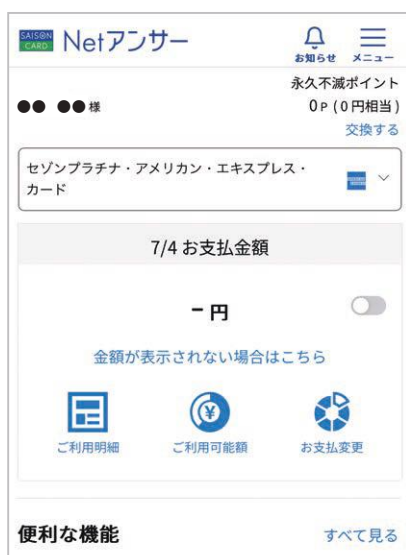 SAISON CARD Netアンサー
お知らせ メニュー
永久不滅ポイント
●● ●●様 0P(0円相当)
交換する
セゾンプラチナ・アメリカン・エキスプレス・
カード
7/4 お支払金額
-円
金額が表示されない場合はこちら
ご利用明細 ご利用可能額 お支払変更
便利な機能 すべて見る